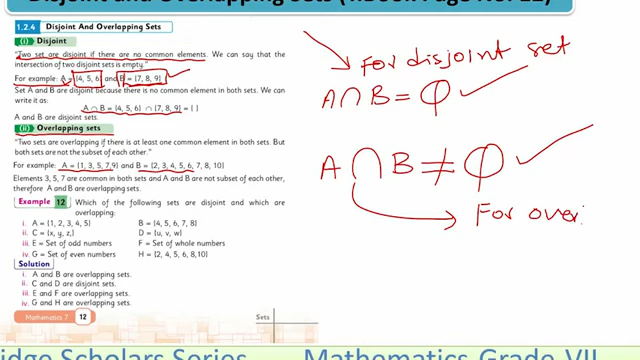 Disjoint and Overlapping Sets (T.Book Page No. 12)
1.2.4 Disjoint And Overlapping Sets
(i) Disjoint
"Two set are disjoint if there are no common elements. We can say that the
intersection of two disjoint sets is empty."
For example: A = {4, 5, 6} and B = {7, 8, 9}
Set A and B are disjoint because there is no common element in both sets. We can
write it as:
A ∩ B = {4, 5, 6} ∩ {7, 8, 9} = { }
A and B are disjoint sets.
(ii) Overlapping sets
"Two sets are overlapping if there is at least one common element in both sets. But
both sets are not the subset of each other."
For example: A = {1, 3, 5, 7, 9} and B = {2, 3, 4, 5, 6, 7, 8, 10}
Elements 3, 5, 7 are common in both sets and A and B are not subset of each other,
therefore A and B are overlapping sets.
Example 12 Which of the following sets are disjoint and which are
overlapping:
i. A = {1, 2, 3, 4, 5} B = {4, 5, 6, 7, 8}
ii. C = {x, y, z,} D = {u, v, w}
iii. E = Set of odd numbers F = Set of whole numbers
iv. G = Set of even numbers H = {2, 4, 5, 6, 8, 10}
Solution
i. A and B are overlapping sets.
ii. C and D are disjoint sets.
iii. E and F are overlapping sets.
iv. G and H are overlapping sets.
Mathematics 7 12 Sets
For disjoint set
A ∩ B = φ
A ∩ B ≠ φ
For over
idge Scholars Series Mathematics Grade-VII